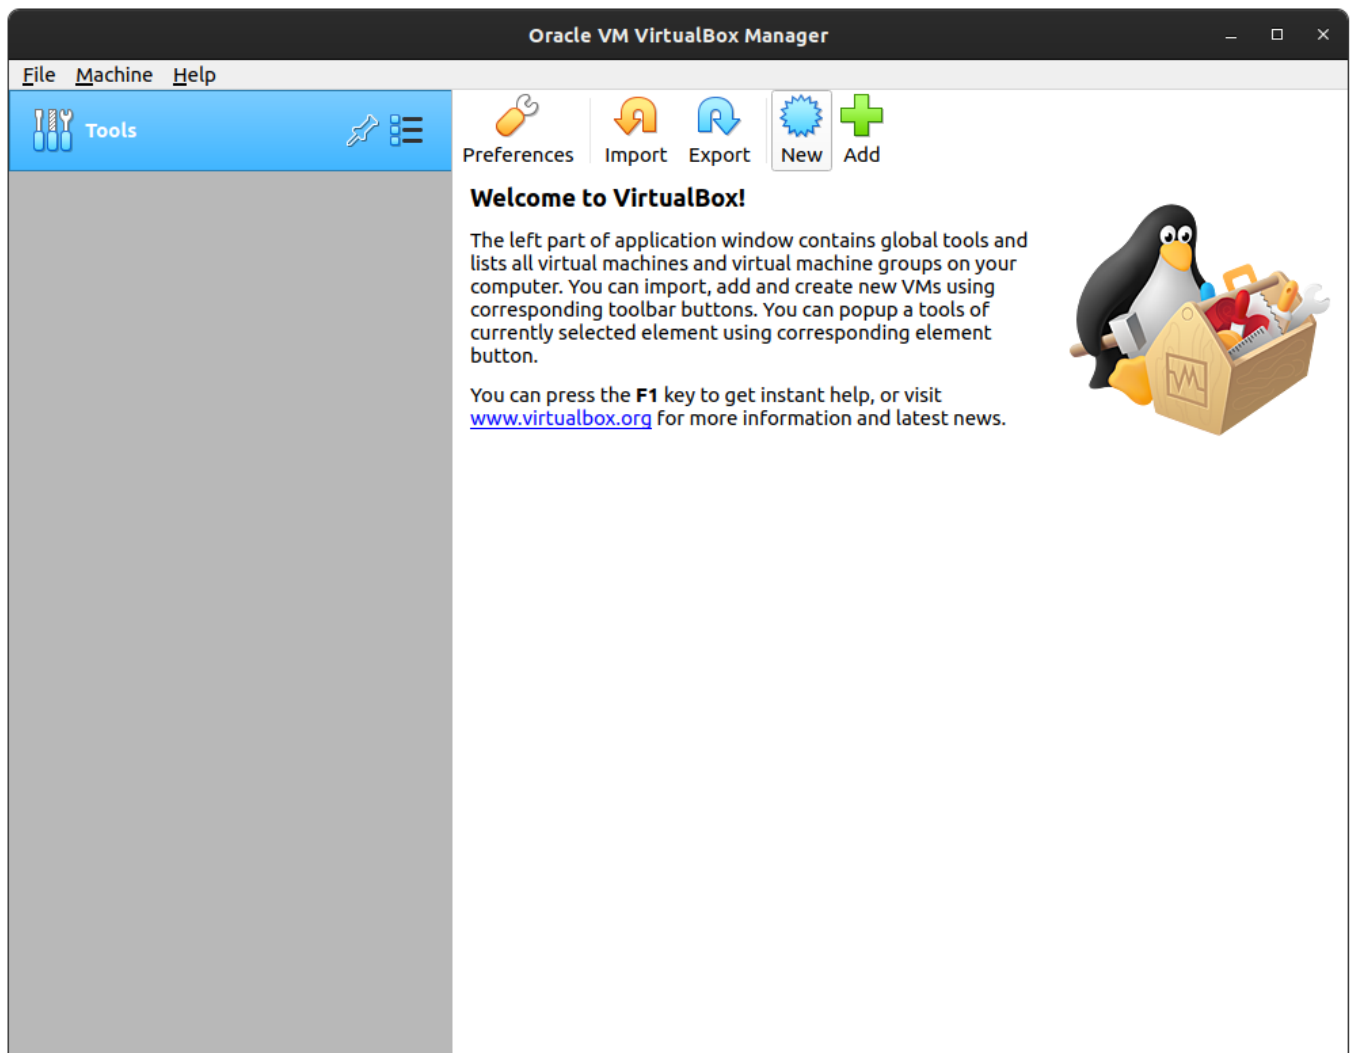 Oracle VM VirtualBox Manager
File Machine Help
Tools
Preferences Import Export New Add
Welcome to VirtualBox!
The left part of application window contains global tools and
lists all virtual machines and virtual machine groups on your
computer. You can import, add and create new VMs using
corresponding toolbar buttons. You can popup a tools of
currently selected element using corresponding element
button.
You can press the F1 key to get instant help, or visit
www.virtualbox.org for more information and latest news.